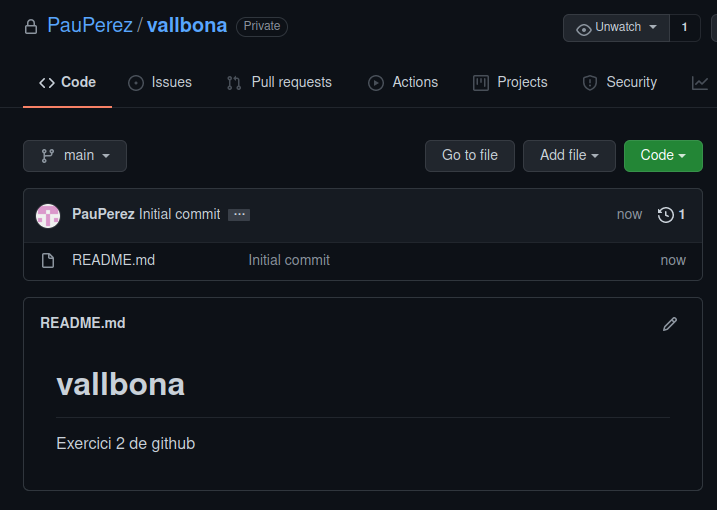 PauPerez / vallbona Private Unwatch 1
Code Issues Pull requests Actions Projects Security
main Go to file Add file Code
PauPerez Initial commit ... now 1
README.md Initial commit now
README.md
vallbona
Exercici 2 de github